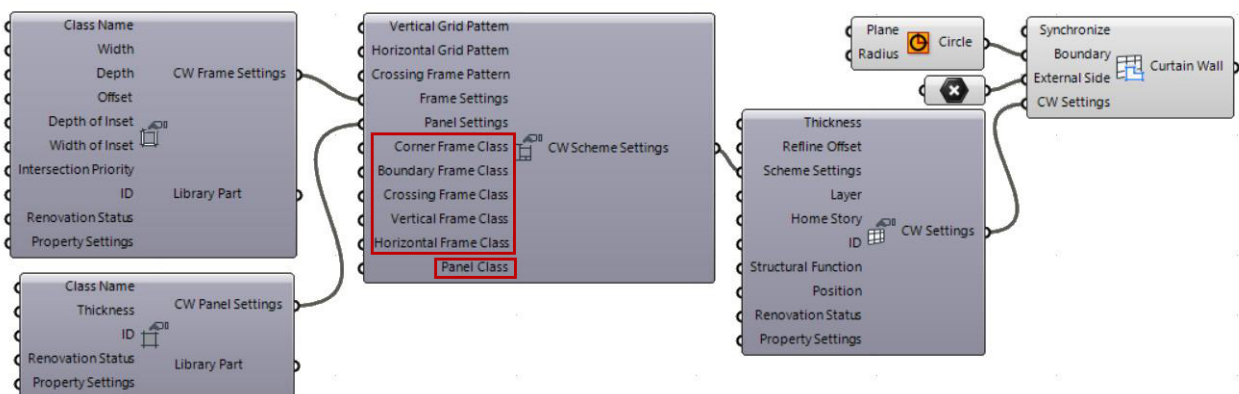 Class Name
Width
Depth
Offset
Depth of Inset
Width of Inset
Intersection Priority
ID
Renovation Status
Property Settings
CW Frame Settings
Library Part
Class Name
Thickness
ID
Renovation Status
Property Settings
CW Panel Settings
Library Part
Vertical Grid Pattern
Horizontal Grid Pattern
Crossing Frame Pattern
Frame Settings
Panel Settings
Corner Frame Class
Boundary Frame Class
Crossing Frame Class
Vertical Frame Class
Horizontal Frame Class
Panel Class
CW Scheme Settings
Thickness
Refline Offset
Scheme Settings
Layer
Home Story
ID
Structural Function
Position
Renovation Status
Property Settings
CW Settings
Plane
Radius
Circle
Synchronize
Boundary
External Side
CW Settings
Curtain Wall